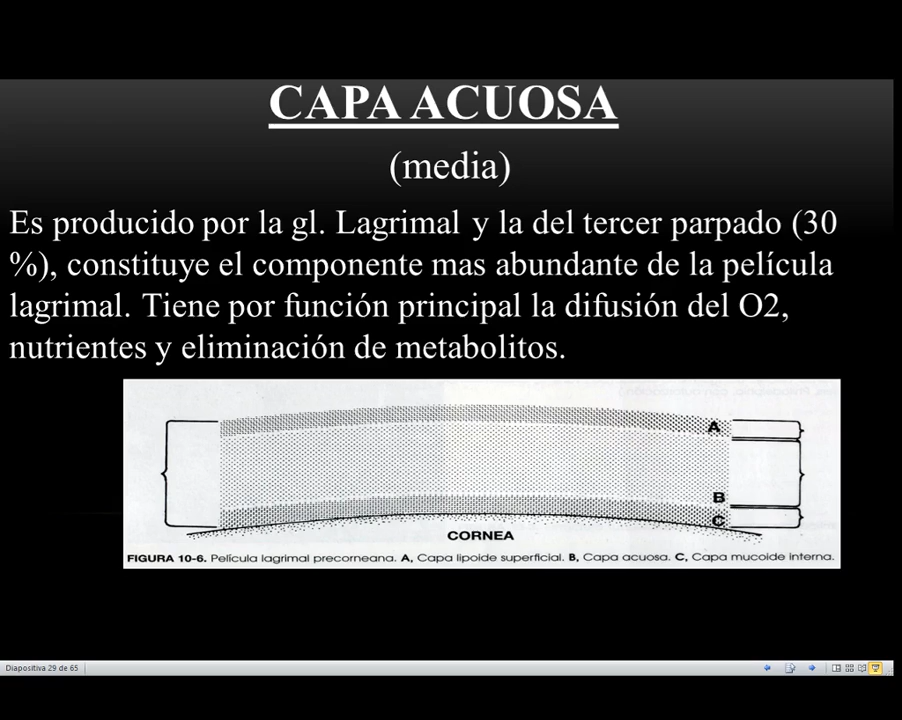 CAPA ACUOSA
(media)
Es producido por la gl. Lagrimal y la del tercer parpado (30
%), constituye el componente mas abundante de la película
lagrimal. Tiene por función principal la difusión del O2,
nutrientes y eliminación de metabolitos.
A
B
C
CORNEA
FIGURA 10-6. Película lagrimal precorneana. A, Capa lipoide superficial. B, Capa acuosa. C, Capa mucoide interna.
Diapositiva 29 de 65